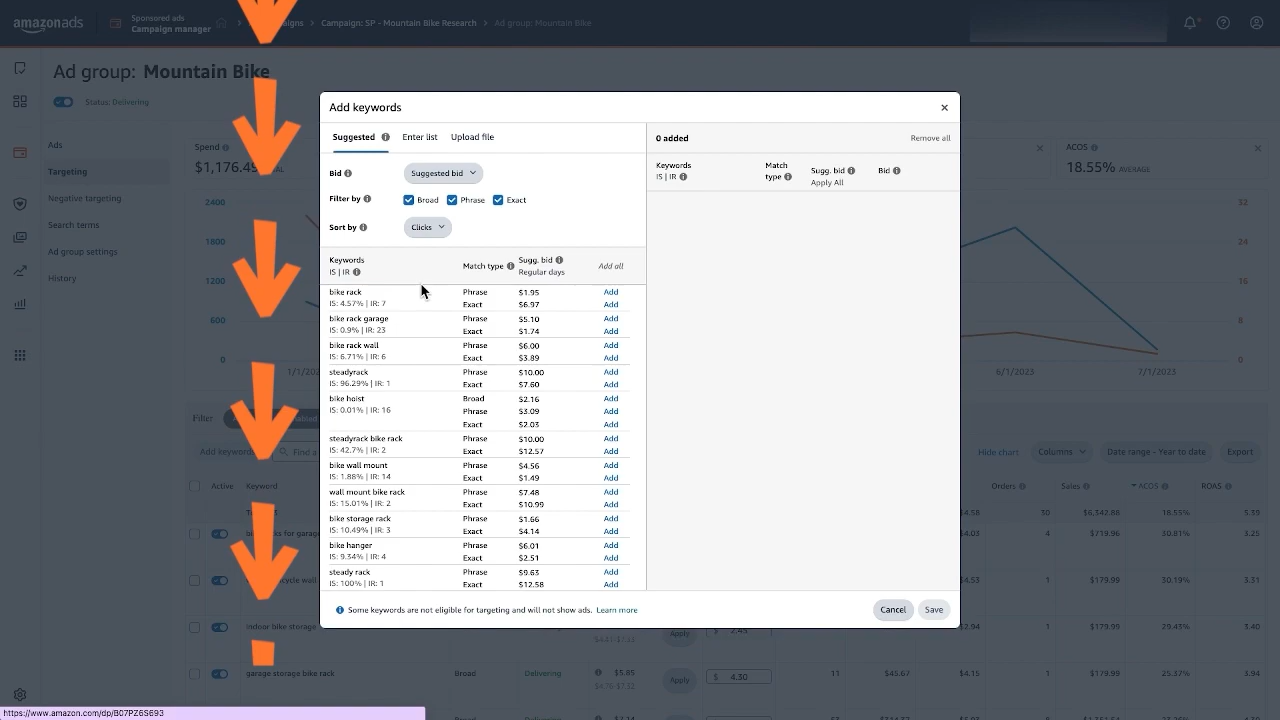 amazonads
Sponsored ads
Campaign manager
Campaign: SP - Mountain Bike Research
Ad group: Mountain Bike
Ad group: Mountain Bike
Status: Delivering
Ads
Targeting
Negative targeting
Search terms
Ad group settings
History
Spend
ACOS
18.55% AVERAGE
2400
1800
1200
600
0
32
24
16
8
0
6/1/2023
7/1/2023
Add keywords
Suggested
Enter list
Upload file
Bid
Suggested bid
Filter by
Broad
Phrase
Exact
Sort by
Clicks
Keywords
IS | IR
Match type
Sugg. bid
Regular days
Add all
bike rack Phrase $1.95 Add
IS: 4.57% | IR: 7 Exact $6.97 Add
bike rack garage Phrase $5.10 Add
IS: 0.9% | IR: 23 Exact $1.74 Add
bike rack wall Phrase $6.00 Add
IS: 6.71% | IR: 6 Exact $3.89 Add
steadyrack Phrase $10.00 Add
IS: 96.29% | IR: 1 Exact $7.60 Add
bike hoist Broad $2.16 Add
IS: 0.01% | IR: 16 Phrase $3.09 Add
Exact $2.03 Add
steadyrack bike rack Phrase $10.00 Add
IS: 42.7% | IR: 2 Exact $12.57 Add
bike wall mount Phrase $4.56 Add
IS: 1.88% | IR: 14 Exact $1.49 Add
wall mount bike rack Phrase $7.48 Add
IS: 15.01% | IR: 2 Exact $10.99 Add
bike storage rack Phrase $1.66 Add
IS: 10.49% | IR: 3 Exact $4.14 Add
bike hanger Phrase $6.01 Add
IS: 9.34% | IR: 4 Exact $2.51 Add
steady rack Phrase $9.63 Add
IS: 100% | IR: 1 Exact $12.58 Add
0 added
Remove all
Keywords
IS | IR
Match
type
Sugg. bid
Apply All
Bid
Some keywords are not eligible for targeting and will not show ads. Learn more
Cancel
Save
Filter
Hide chart
Columns
Date range - Year to date
Export
Active
Keyword
Orders
Sales
ACOS
ROAS
$4.58 10 $6,342.88 18.55% 5.39
$4.03 4 $719.96 30.81% 3.25
$4.53 1 $179.99 30.19% 3.31
$2.94 1 $179.99 29.43% 3.40
Apply
garage storage bike rack Broad Delivering $5.85 Apply $ 4.30 11 $45.67 $4.15 1 $179.99 25.37% 3.94
https://www.amazon.com/dp/B07PZ6S693